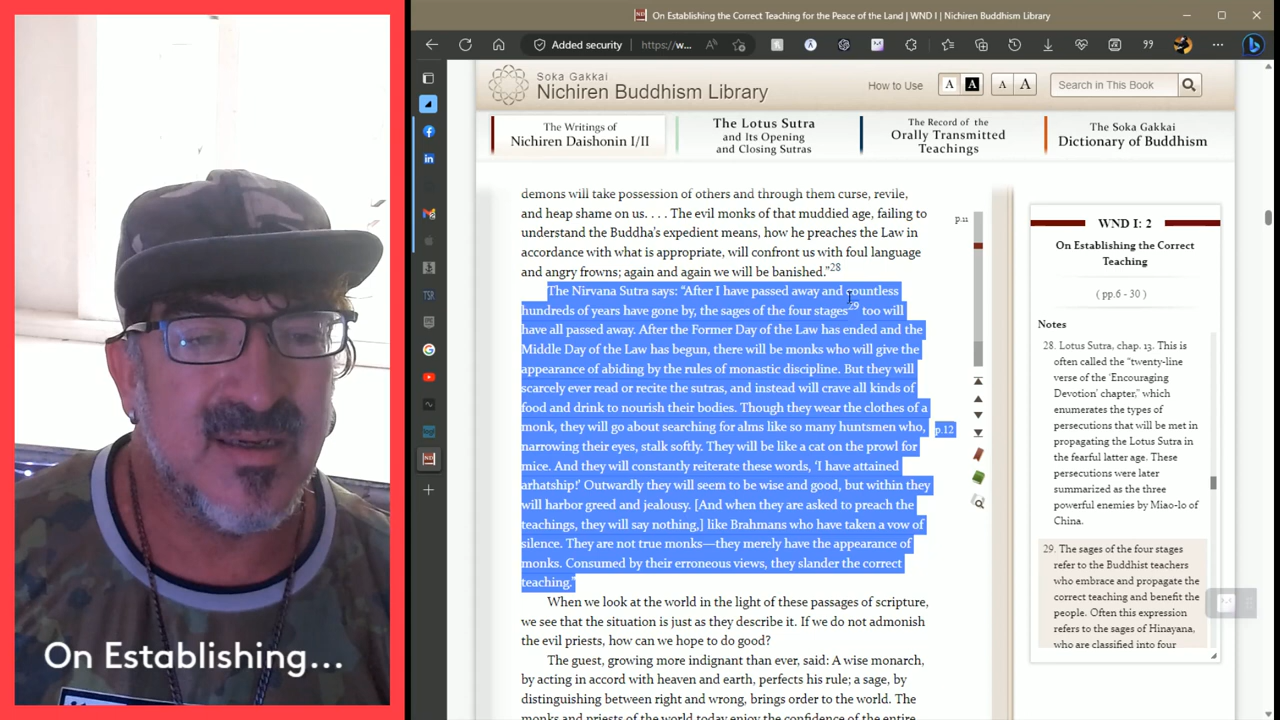 On Establishing the Correct Teaching for the Peace of the Land | WND I | Nichiren Buddhism Library
Added security
https://w...
Soka Gakkai
Nichiren Buddhism Library
How to Use
A A
A A
Search in This Book
The Writings of
Nichiren Daishonin I/II
The Lotus Sutra
and Its Opening
and Closing Sutras
The Record of the
Orally Transmitted
Teachings
The Soka Gakkai
Dictionary of Buddhism
demons will take possession of others and through them curse, revile,
and heap shame on us. . . . The evil monks of that muddied age, failing to
understand the Buddha's expedient means, how he preaches the Law in
accordance with what is appropriate, will confront us with foul language
and angry frowns; again and again we will be banished."28
The Nirvana Sutra says: "After I have passed away and countless
hundreds of years have gone by, the sages of the four stages29 too will
have all passed away. After the Former Day of the Law has ended and the
Middle Day of the Law has begun, there will be monks who will give the
appearance of abiding by the rules of monastic discipline. But they will
scarcely ever read or recite the sutras, and instead will crave all kinds of
food and drink to nourish their bodies. Though they wear the clothes of a
monk, they will go about searching for alms like so many huntsmen who,
narrowing their eyes, stalk softly. They will be like a cat on the prowl for
mice. And they will constantly reiterate these words, 'I have attained
arhatship!' Outwardly they will seem to be wise and good, but within they
will harbor greed and jealousy. [And when they are asked to preach the
teachings, they will say nothing,] like Brahmans who have taken a vow of
silence. They are not true monks—they merely have the appearance of
monks. Consumed by their erroneous views, they slander the correct
teaching."
When we look at the world in the light of these passages of scripture,
we see that the situation is just as they describe it. If we do not admonish
the evil priests, how can we hope to do good?
The guest, growing more indignant than ever, said: A wise monarch,
by acting in accord with heaven and earth, perfects his rule; a sage, by
distinguishing between right and wrong, brings order to the world. The
monks and priests of the world today enjoy the confidence of the entire
p.11
p.12
WND I: 2
On Establishing the Correct
Teaching
( pp.6 - 30 )
Notes
28. Lotus Sutra, chap. 13. This is
often called the "twenty-line
verse of the 'Encouraging
Devotion' chapter," which
enumerates the types of
persecutions that will be met in
propagating the Lotus Sutra in
the fearful latter age. These
persecutions were later
summarized as the three
powerful enemies by Miao-lo of
China.
29. The sages of the four stages
refer to the Buddhist teachers
who embrace and propagate the
correct teaching and benefit the
people. Often this expression
refers to the sages of Hinayana,
who are classified into four
On Establishing...